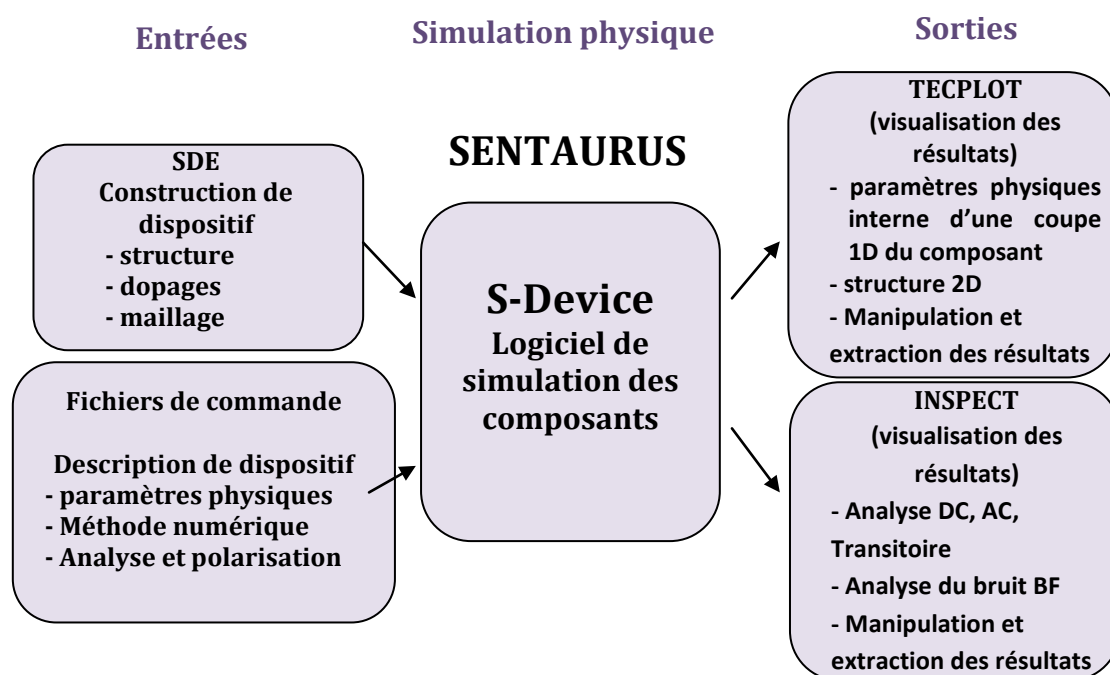 Entrées
Simulation physique
Sorties
SDE
Construction de
dispositif
- structure
- dopages
- maillage
Fichiers de commande
Description de dispositif
- paramètres physiques
- Méthode numérique
- Analyse et polarisation
SENTAURUS
S-Device
Logiciel de
simulation des
composants
TECPLOT
(visualisation des
résultats)
- paramètres physiques
interne d’une coupe
1D du composant
- structure 2D
- Manipulation et
extraction des résultats
INSPECT
(visualisation des
résultats)
- Analyse DC, AC,
Transitoire
- Analyse du bruit BF
- Manipulation et
extraction des résultats